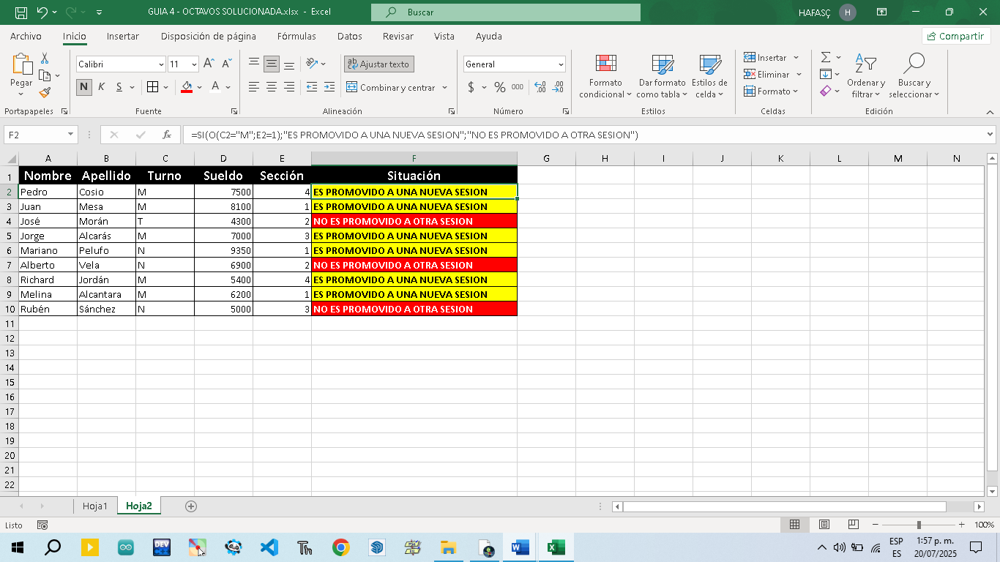 GUIA 4 - OCTAVOS SOLUCIONADA.xlsx - Excel
Buscar
HAFASÇ H
Archivo Inicio Insertar Disposición de página Fórmulas Datos Revisar Vista Ayuda Compartir
Pegar
Calibri 11
N K S
ab Ajustar texto
Combinar y centrar
General
$ % 000
Formato condicional
Dar formato como tabla
Estilos de celda
Insertar
Eliminar
Formato
Ordenar y filtrar
Buscar y seleccionar
Portapapeles Fuente Alineación Número Estilos Celdas Edición
F2 fx =SI(O(C2="M";E2=1);"ES PROMOVIDO A UNA NUEVA SESION";"NO ES PROMOVIDO A OTRA SESION")
A B C D E F G H I J K L M N
1 Nombre Apellido Turno Sueldo Sección Situación
2 Pedro Cosio M 7500 4 ES PROMOVIDO A UNA NUEVA SESION
3 Juan Mesa M 8100 1 ES PROMOVIDO A UNA NUEVA SESION
4 José Morán T 4300 2 NO ES PROMOVIDO A OTRA SESION
5 Jorge Alcarás M 7000 3 ES PROMOVIDO A UNA NUEVA SESION
6 Mariano Pelufo N 9350 1 ES PROMOVIDO A UNA NUEVA SESION
7 Alberto Vela N 6900 2 NO ES PROMOVIDO A OTRA SESION
8 Richard Jordán M 5400 4 ES PROMOVIDO A UNA NUEVA SESION
9 Melina Alcantara M 6200 1 ES PROMOVIDO A UNA NUEVA SESION
10 Rubén Sánchez N 5000 3 NO ES PROMOVIDO A OTRA SESION
11
12
13
14
15
16
17
18
19
20
21
22
Hoja1 Hoja2
Listo 100%
DEV Th W X ESP 1:57 p. m.
ES 20/07/2025